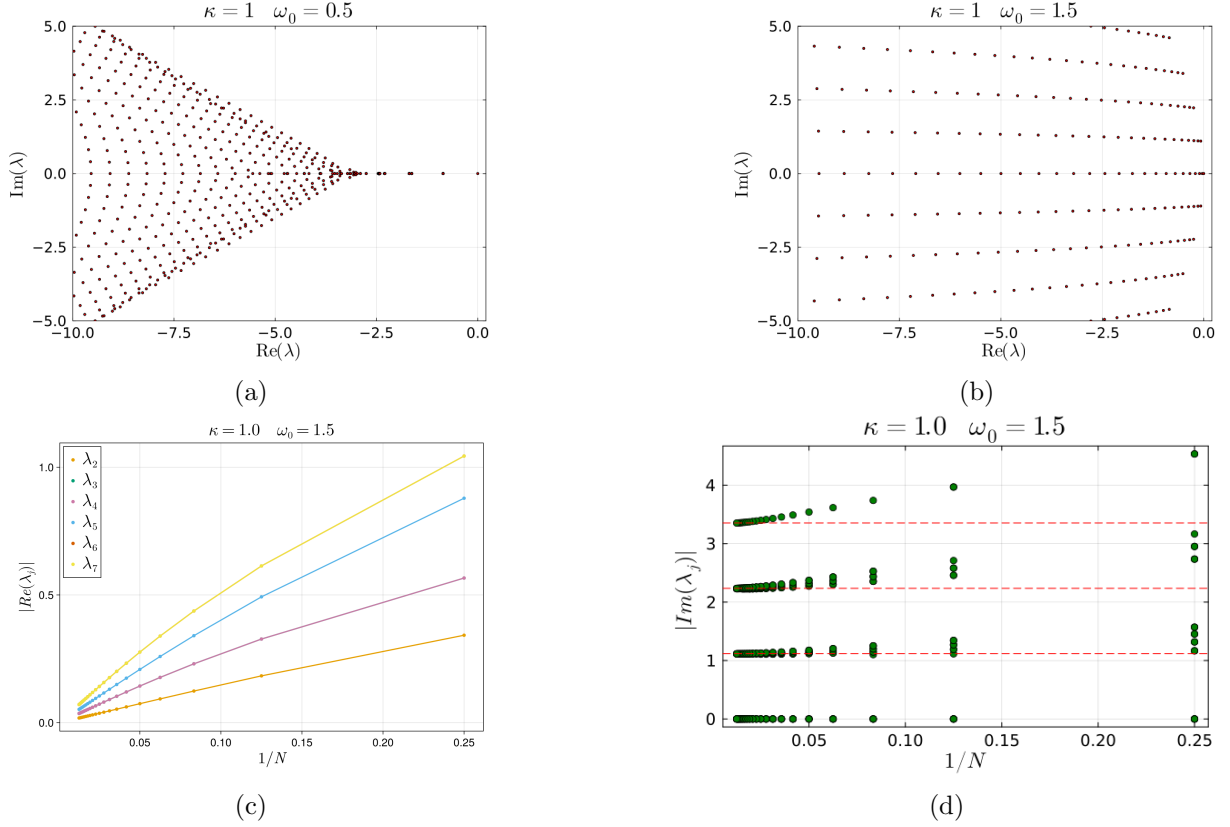 κ = 1 ω₀ = 0.5
5.0
2.5
0.0
−2.5
−5.0
Im(λ)
−10.0 −7.5 −5.0 −2.5 0.0
Re(λ)
(a)
κ = 1 ω₀ = 1.5
5.0
2.5
0.0
−2.5
−5.0
Im(λ)
−10.0 −7.5 −5.0 −2.5 0.0
Re(λ)
(b)
κ = 1.0 ω₀ = 1.5
λ₂
λ₃
λ₄
λ₅
λ₆
λ₇
1.0
0.5
0.0
|Re(λⱼ)|
0.05 0.10 0.15 0.20 0.25
1/N
(c)
κ = 1.0 ω₀ = 1.5
4
3
2
1
0
|Im(λⱼ)|
0.05 0.10 0.15 0.20 0.25
1/N
(d)